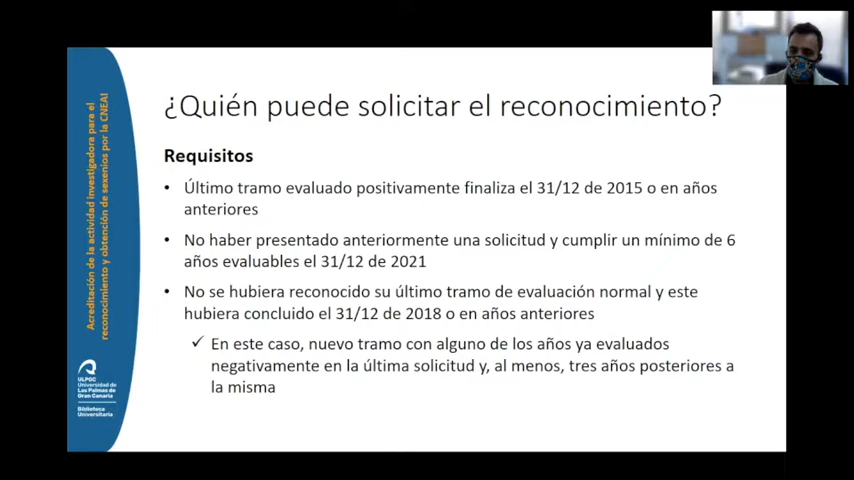 ¿Quién puede solicitar el reconocimiento?
Requisitos
• Último tramo evaluado positivamente finaliza el 31/12 de 2015 o en años
anteriores
• No haber presentado anteriormente una solicitud y cumplir un mínimo de 6
años evaluables el 31/12 de 2021
• No se hubiera reconocido su último tramo de evaluación normal y este
hubiera concluido el 31/12 de 2018 o en años anteriores
✓ En este caso, nuevo tramo con alguno de los años ya evaluados
negativamente en la última solicitud y, al menos, tres años posteriores a
la misma
Acreditación de la actividad investigadora para el
reconocimiento y obtención de sexenios por la CNEAI
ULPGC
Universidad de
Las Palmas de
Gran Canaria
Biblioteca
Universitaria